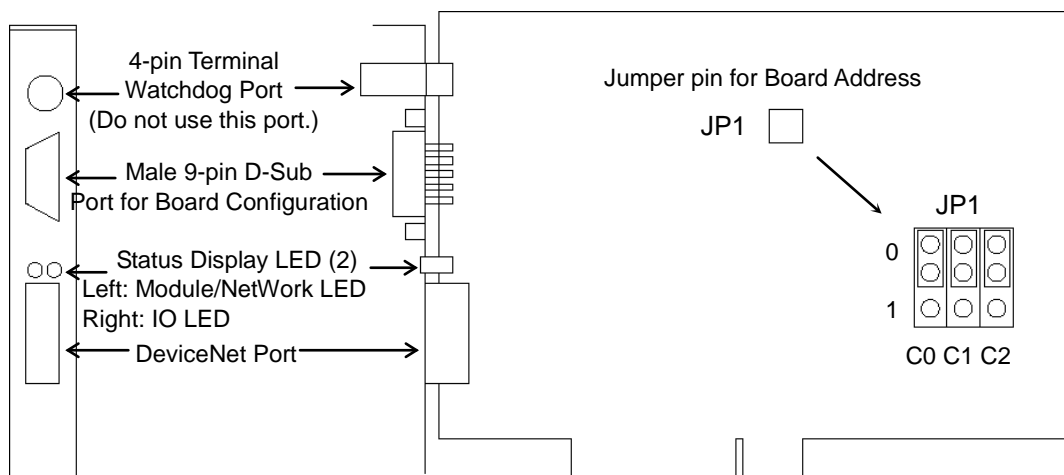 4-pin Terminal
Watchdog Port
(Do not use this port.)
Male 9-pin D-Sub
Port for Board Configuration
Status Display LED (2)
Left: Module/NetWork LED
Right: IO LED
DeviceNet Port
Jumper pin for Board Address
JP1
JP1
0
1
C0 C1 C2